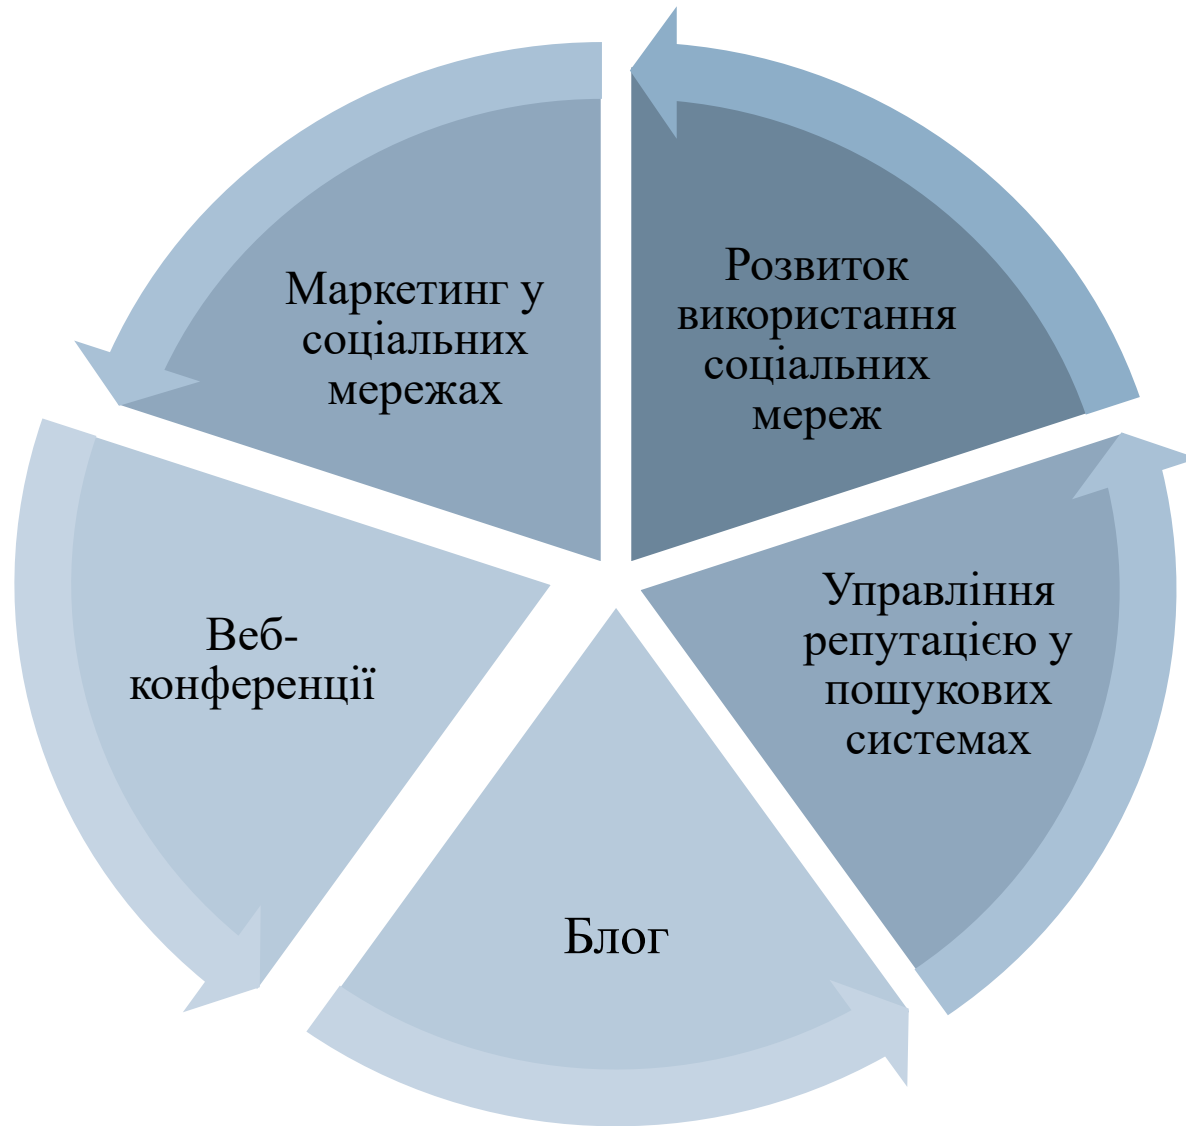 Розвиток
використання
соціальних
мереж
Маркетинг у
соціальних
мережах
Веб-
конференції
Блог
Управління
репутацією у
пошукових
системах